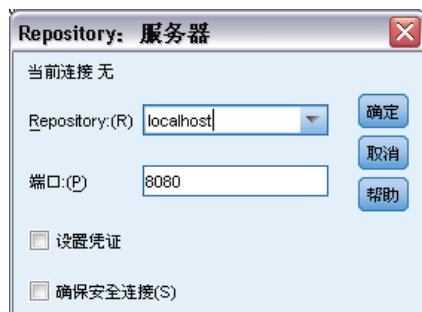 Repository: 服务器
当前连接 无
Repository:(R) localhost
确定
取消
端口:(P) 8080
帮助
设置凭证
确保安全连接(S)